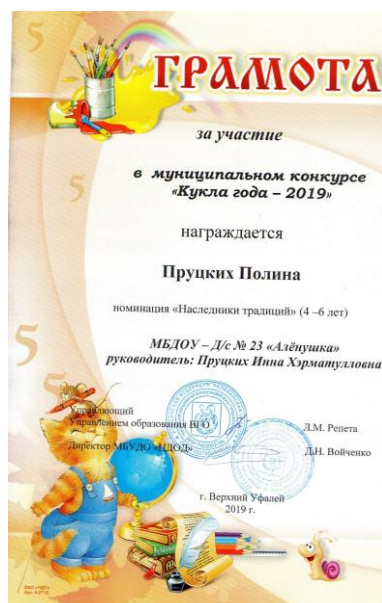 ГРАМОТА
за участие
в муниципальном конкурсе
«Кукла года – 2019»
награждается
Пруцких Полина
номинация «Наследники традиций» (4 –6 лет)
МБДОУ – Д/с № 23 «Алёнушка»
руководитель: Пруцких Инна Хэрматулловна
Управляющий
Управлением образования ВГО
Л.М. Репета
Директор МБУДО «ЦДОД»
Д.Н. Войченко
г. Верхний Уфалей
2019 г.